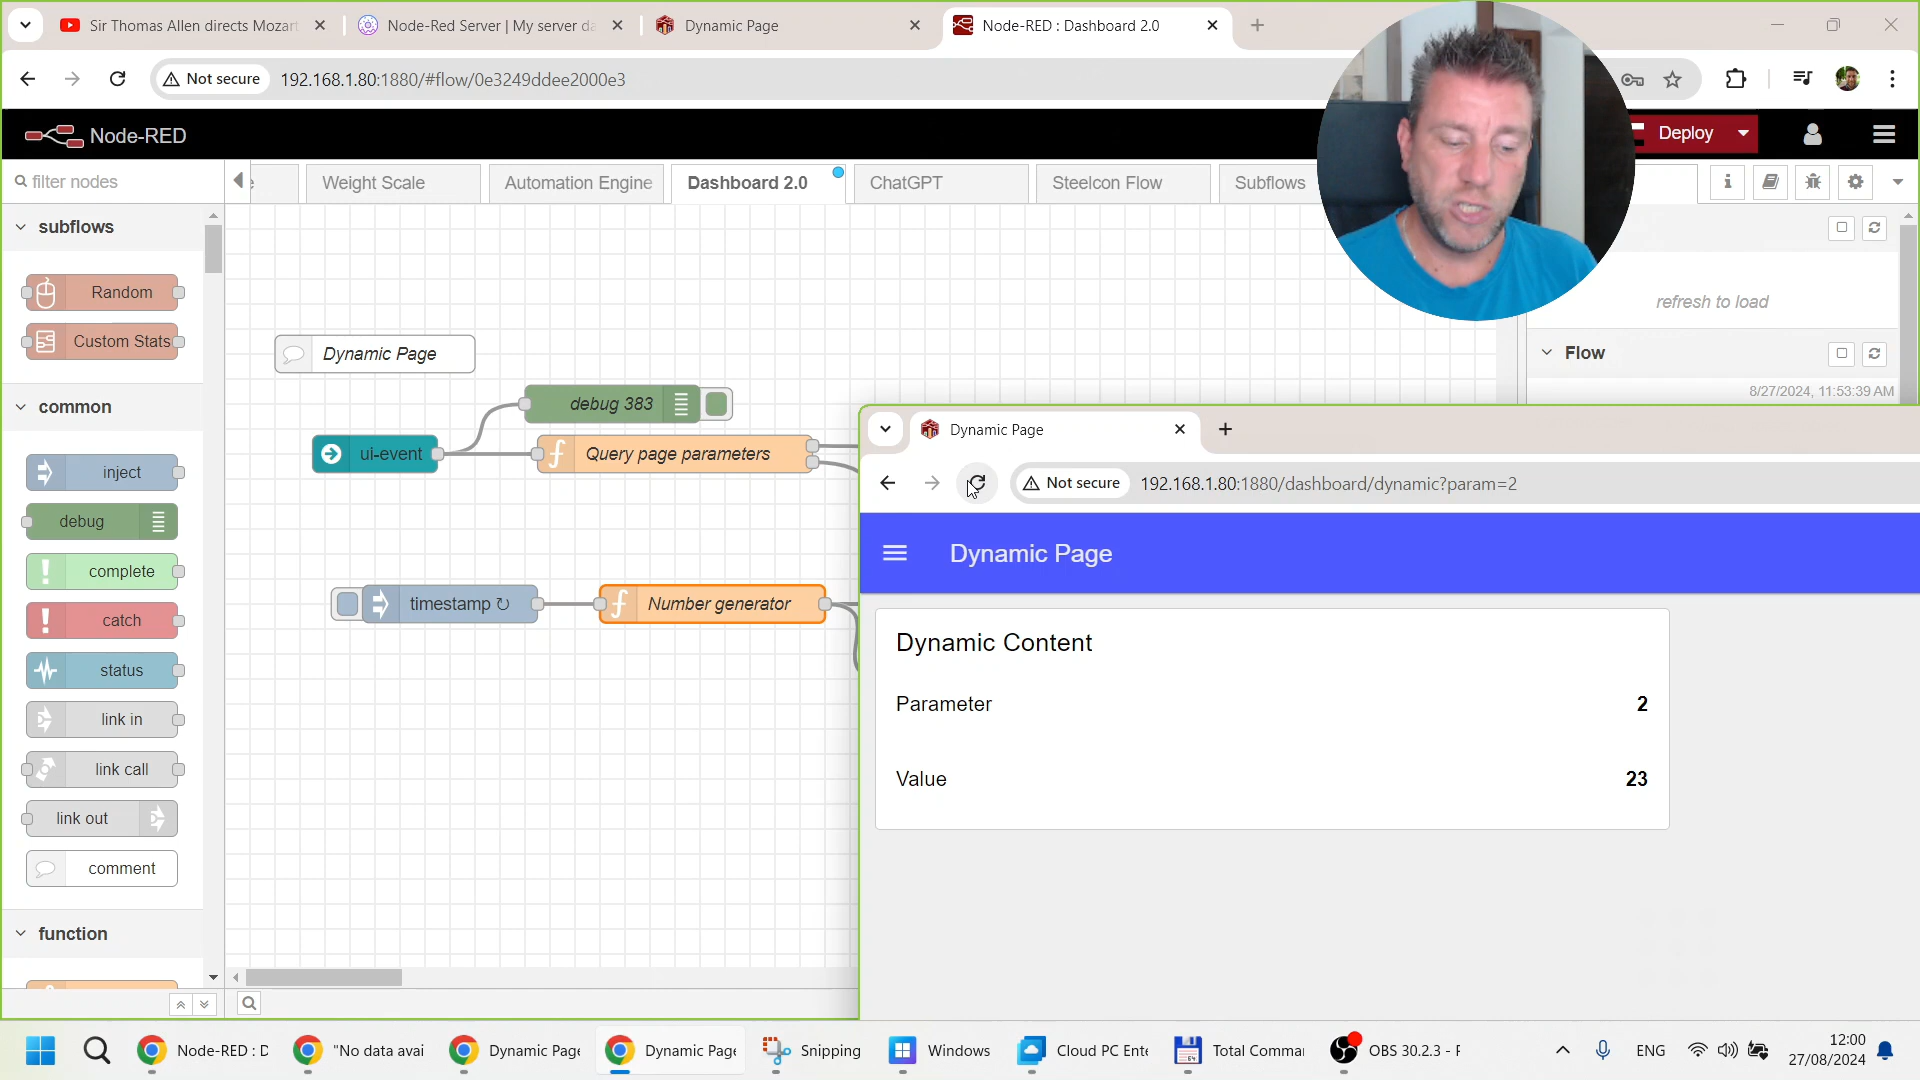 Sir Thomas Allen directs Mozar
Node-Red Server | My server da
Dynamic Page
Node-RED : Dashboard 2.0
Not secure
192.168.1.80:1880/#flow/0e3249ddee2000e3
Node-RED
Deploy
filter nodes
Weight Scale
Automation Engine
Dashboard 2.0
ChatGPT
Steelcon Flow
Subflows
subflows
Random
Custom Stats
common
inject
debug
complete
catch
status
link in
link call
link out
comment
function
Dynamic Page
debug 383
ui-event
Query page parameters
timestamp ↻
Number generator
refresh to load
Flow
8/27/2024, 11:53:39 AM
Dynamic Page
Not secure
192.168.1.80:1880/dashboard/dynamic?param=2
Dynamic Page
Dynamic Content
Parameter
2
Value
23
Node-RED : D
"No data avai
Dynamic Page
Dynamic Page
Snipping
Windows
Cloud PC Ente
Total Comma
OBS 30.2.3 - P
ENG
12:00
27/08/2024